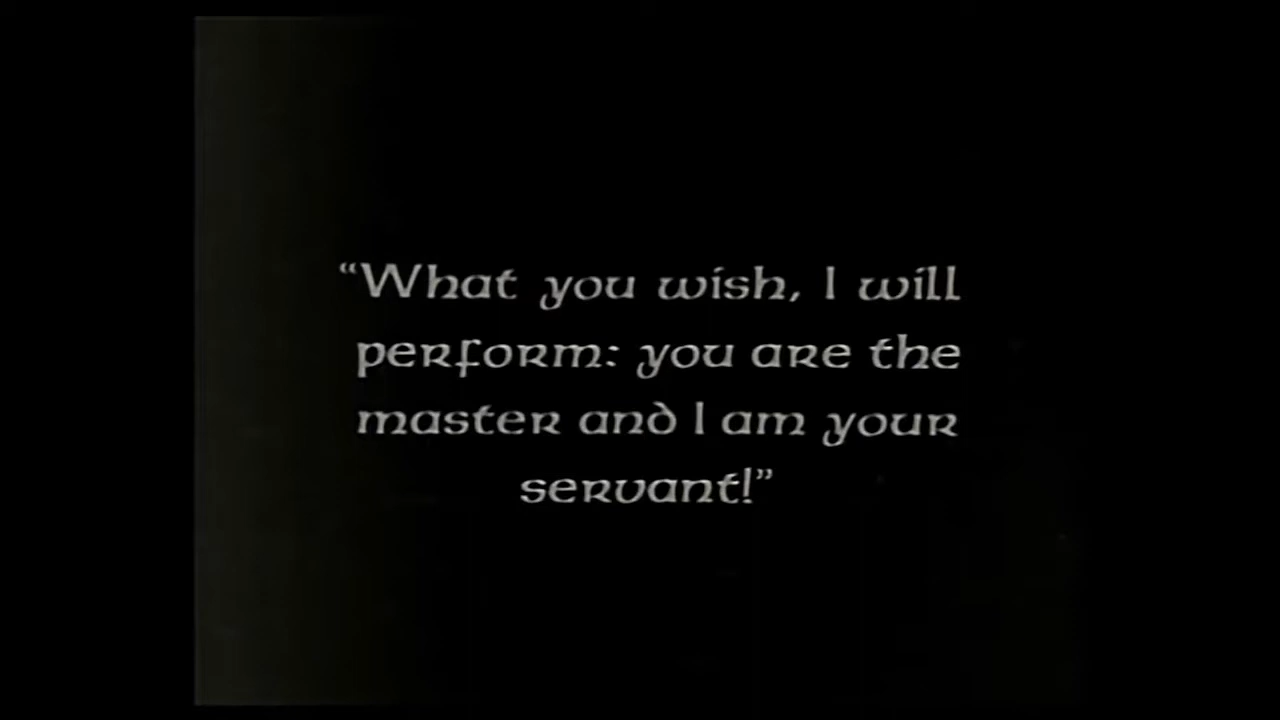 “What you wish, I will
perform: you are the
master and I am your
servant!”